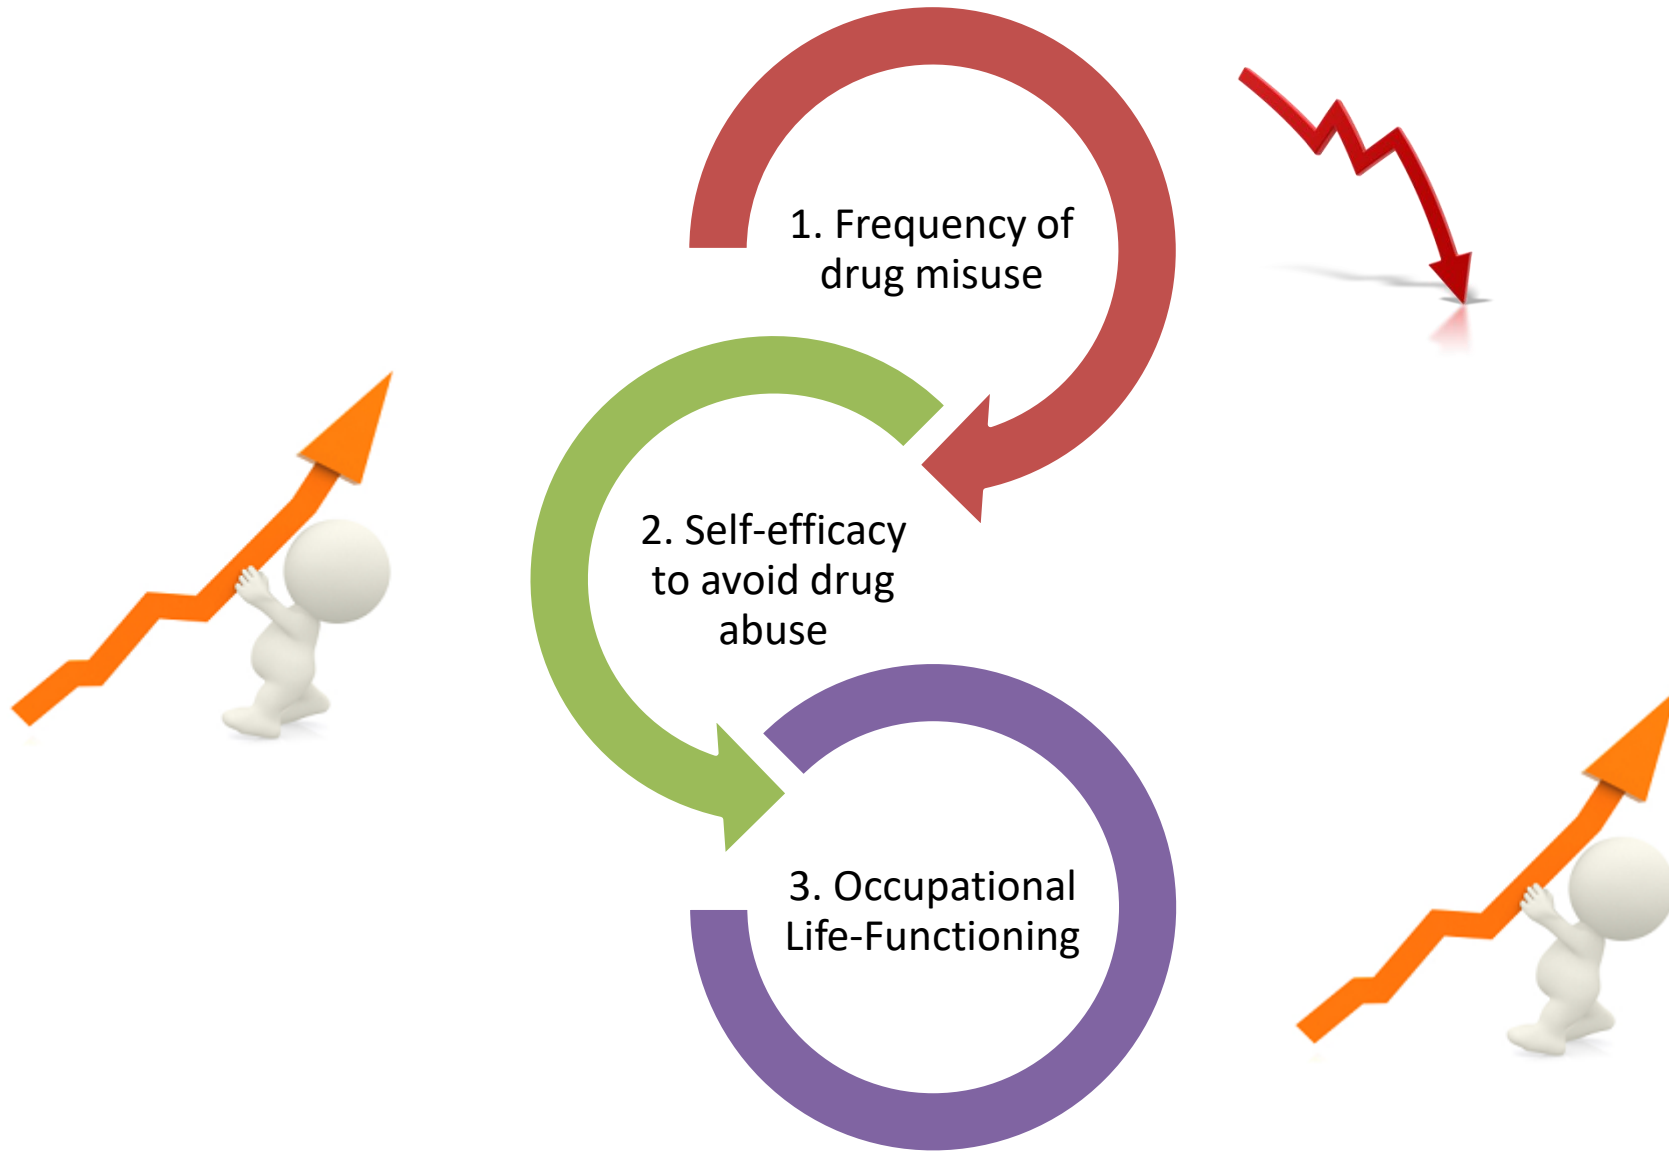 1. Frequency of
drug misuse
2. Self-efficacy
to avoid drug
abuse
3. Occupational
Life-Functioning